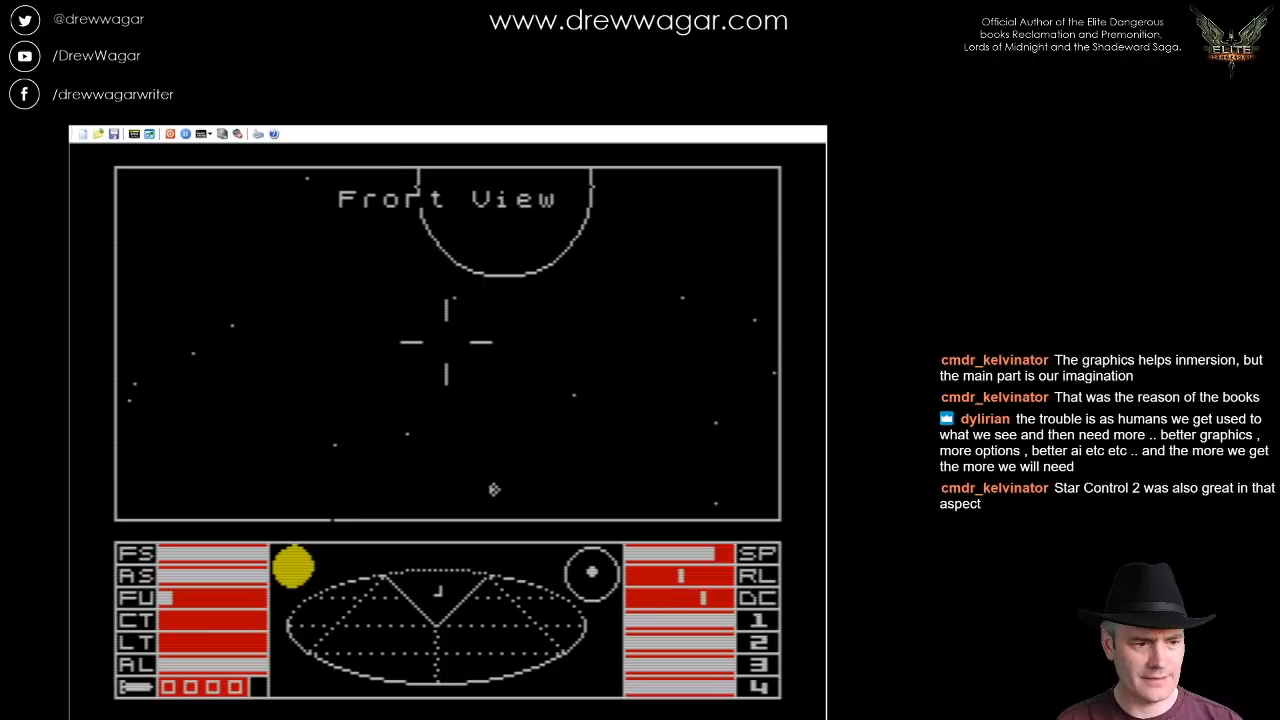 @drewwagar
/DrewWagar
/drewwagarwriter
www.drewwagar.com
Official Author of the Elite Dangerous
books Reclamation and Premonition,
Lords of Midnight and the Shadeward Saga.
ELITE
Front View
FS
AS
FU
CT
LT
AL
SP
RL
DC
1
2
3
4
cmdr_kelvinator The graphics helps inmersion, but
the main part is our imagination
cmdr_kelvinator That was the reason of the books
dylirian the trouble is as humans we get used to
what we see and then need more .. better graphics ,
more options , better ai etc etc .. and the more we get
the more we will need
cmdr_kelvinator Star Control 2 was also great in that
aspect